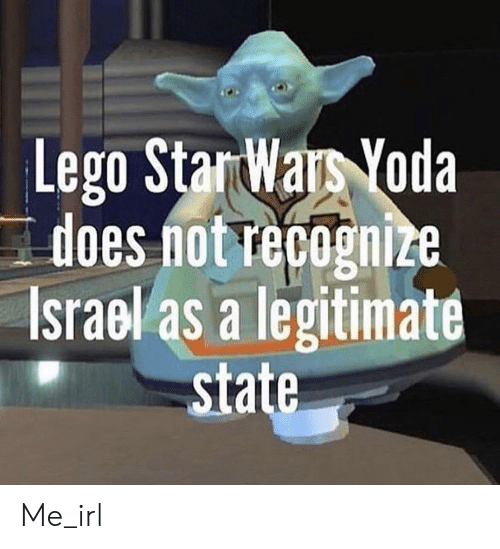 Lego Star Wars Yoda
does not recognize
Israel as a legitimate
state
Me_irl